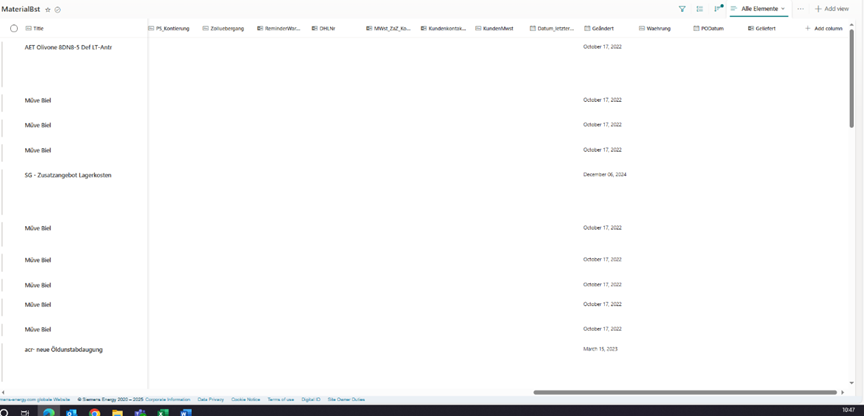 MaterialBst
Alle Elemente
Add view
Title PS_Kontierung Zolluebergang ReminderWor... DHLNr MWst_ZaZ_Ko... Kundenkontok... KundenMwst Datum_letzter... Geändert Waehrung PODatum Geliefert Add column
AET Olivone 8DN8-5 Def LT-Antr October 17, 2022
Müve Biel October 17, 2022
Müve Biel October 17, 2022
Müve Biel October 17, 2022
SG - Zusatzangebot Lagerkosten December 06, 2024
Müve Biel October 17, 2022
Müve Biel October 17, 2022
Müve Biel October 17, 2022
Müve Biel October 17, 2022
Müve Biel October 17, 2022
acr- neue Öldunstabdaugung March 15, 2023
mens-energy.com globale Website © Siemens Energy 2020 – 2025 Corporate Information Data Privacy Cookie Notice Terms of use Digital ID Site Owner Duties
10:47